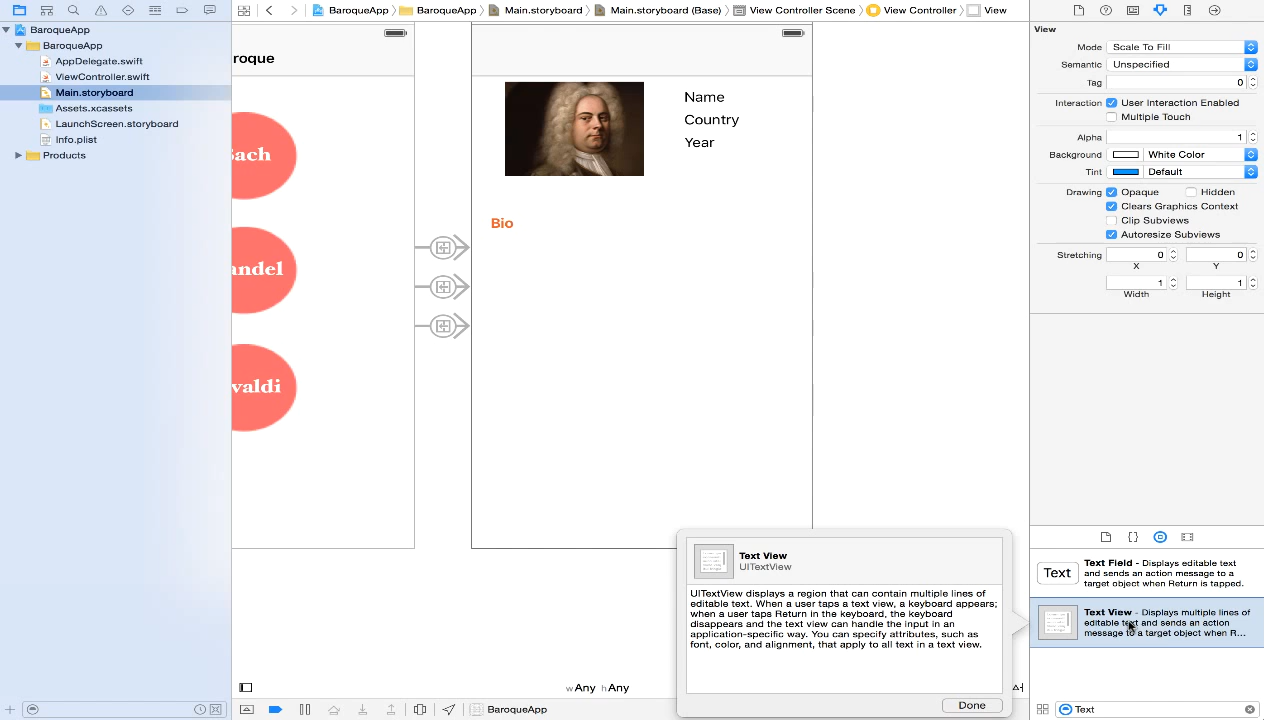 BaroqueApp
BaroqueApp
Main.storyboard
Main.storyboard (Base)
View Controller Scene
View Controller
View
BaroqueApp
BaroqueApp
AppDelegate.swift
ViewController.swift
Main.storyboard
Assets.xcassets
LaunchScreen.storyboard
Info.plist
Products
roque
Bach
andel
valdi
Name
Country
Year
Bio
wAny hAny
BaroqueApp
Text View
UITextView
UITextView displays a region that can contain multiple lines of
editable text. When a user taps a text view, a keyboard appears;
when a user taps Return in the keyboard, the keyboard
disappears and the text view can handle the input in an
application-specific way. You can specify attributes, such as
font, color, and alignment, that apply to all text in a text view.
Done
View
Mode Scale To Fill
Semantic Unspecified
Tag 0
Interaction User Interaction Enabled
Multiple Touch
Alpha 1
Background White Color
Tint Default
Drawing Opaque Hidden
Clears Graphics Context
Clip Subviews
Autoresize Subviews
Stretching 0 0
X Y
1 1
Width Height
Text
Text Field - Displays editable text
and sends an action message to a
target object when Return is tapped.
Text View - Displays multiple lines of
editable text and sends an action
message to a target object when R...
Text